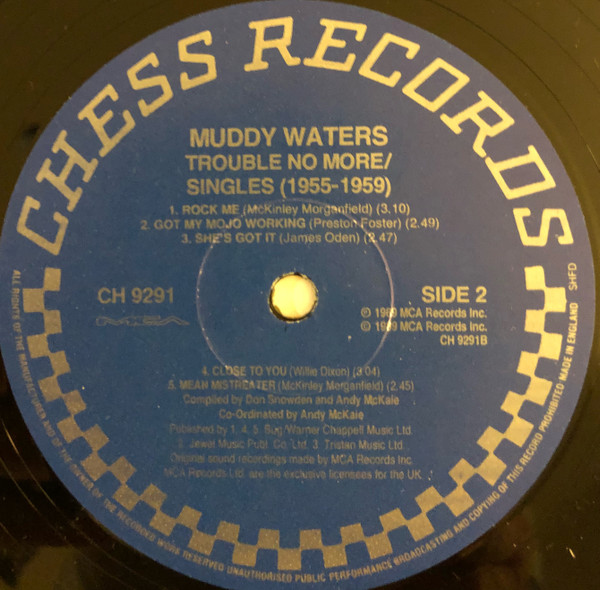 CHESS RECORDS
MUDDY WATERS
TROUBLE NO MORE/
SINGLES (1955-1959)
1. ROCK ME (McKinley Morganfield) (3.10)
2. GOT MY MOJO WORKING (Preston Foster) (2.49)
3. SHE'S GOT IT (James Oden) (2.47)
CH 9291
MCA
SIDE 2
℗ 1989 MCA Records Inc.
© 1989 MCA Records Inc.
CH 9291B
4. CLOSE TO YOU (Willie Dixon) (3.04)
5. MEAN MISTREATER (McKinley Morganfield) (2.45)
Compiled by Don Snowden and Andy McKaie
Co-Ordinated by Andy McKaie
Published by 1. 4. 5. Bug/Warner Chappell Music Ltd
Jewel Music Publ. Co. Ltd. 3. Tristan Music Ltd.
Original sound recordings made by MCA Records Inc.
MCA Records Ltd. are the exclusive licensees for the UK
ALL RIGHTS OF THE MANUFACTURER AND OF THE OWNER OF THE RECORDED WORK RESERVED UNAUTHORISED PUBLIC PERFORMANCE BROADCASTING AND COPYING OF THIS RECORD PROHIBITED MADE IN ENGLAND SHFD